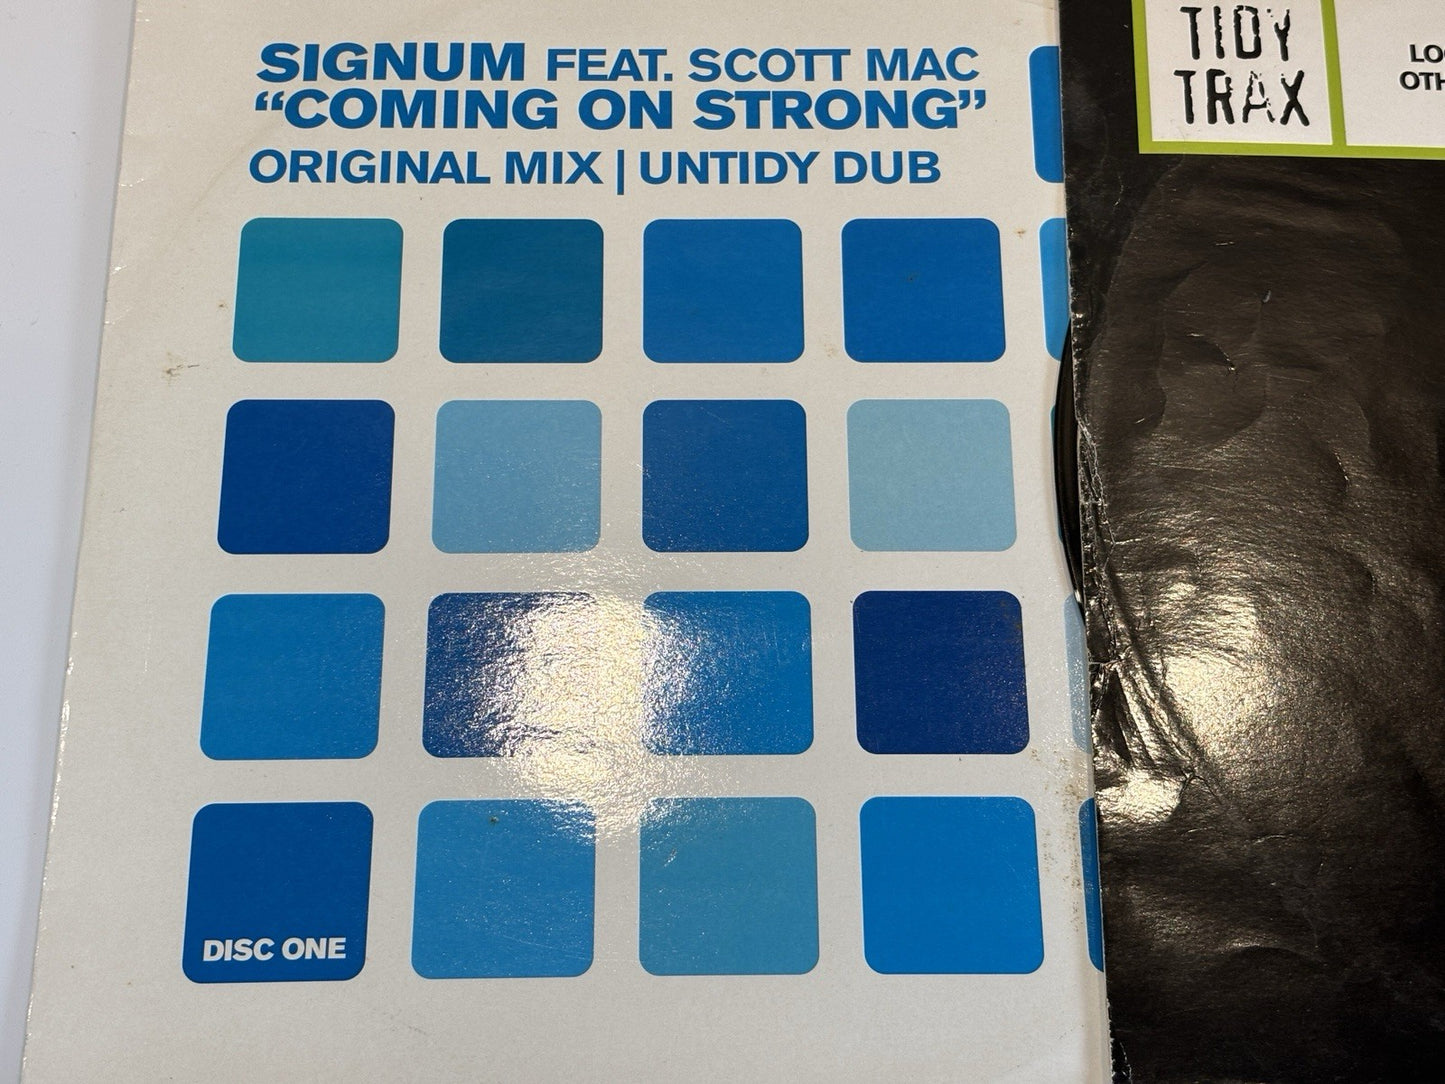 SIGNUM FEAT. SCOTT MAC
“COMING ON STRONG”
ORIGINAL MIX | UNTIDY DUB
DISC ONE
TIDY
TRAX